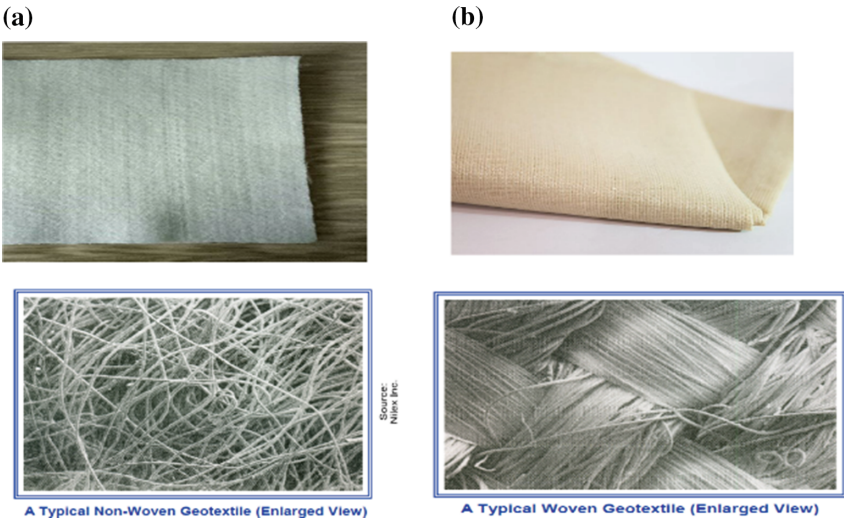 (a)
(b)
Source:
Nilex Inc.
A Typical Non-Woven Geotextile (Enlarged View)
A Typical Woven Geotextile (Enlarged View)